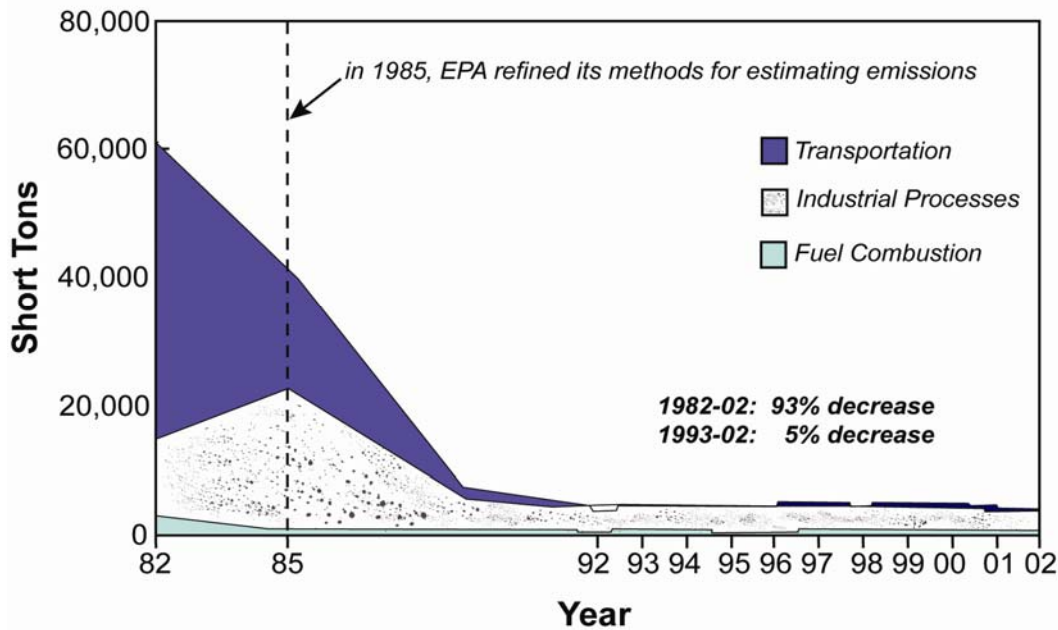 80,000
in 1985, EPA refined its methods for estimating emissions
60,000
Transportation
Industrial Processes
Fuel Combustion
40,000
Short Tons
20,000
1982-02: 93% decrease
1993-02: 5% decrease
0
82 85 92 93 94 95 96 97 98 99 00 01 02
Year